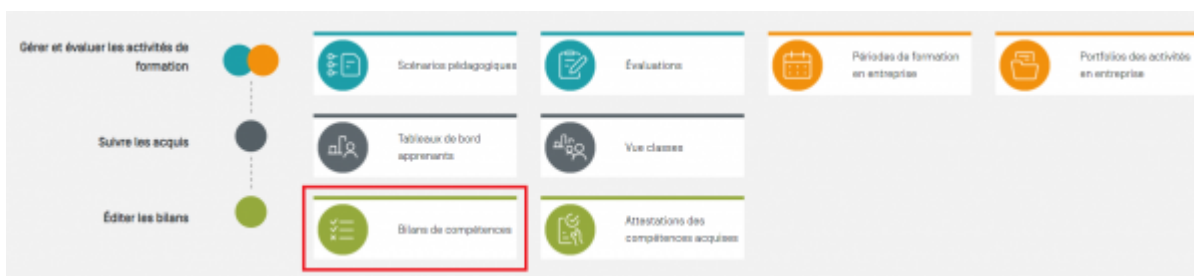 Gérer et évaluer les activités de
formation
Scénarios pédagogiques
Évaluations
Périodes de formation
en entreprise
Portfolios des activités
en entreprise
Suivre les acquis
Tableaux de bord
apprenants
Vue classes
Éditer les bilans
Bilans de compétences
Attestations des
compétences acquises